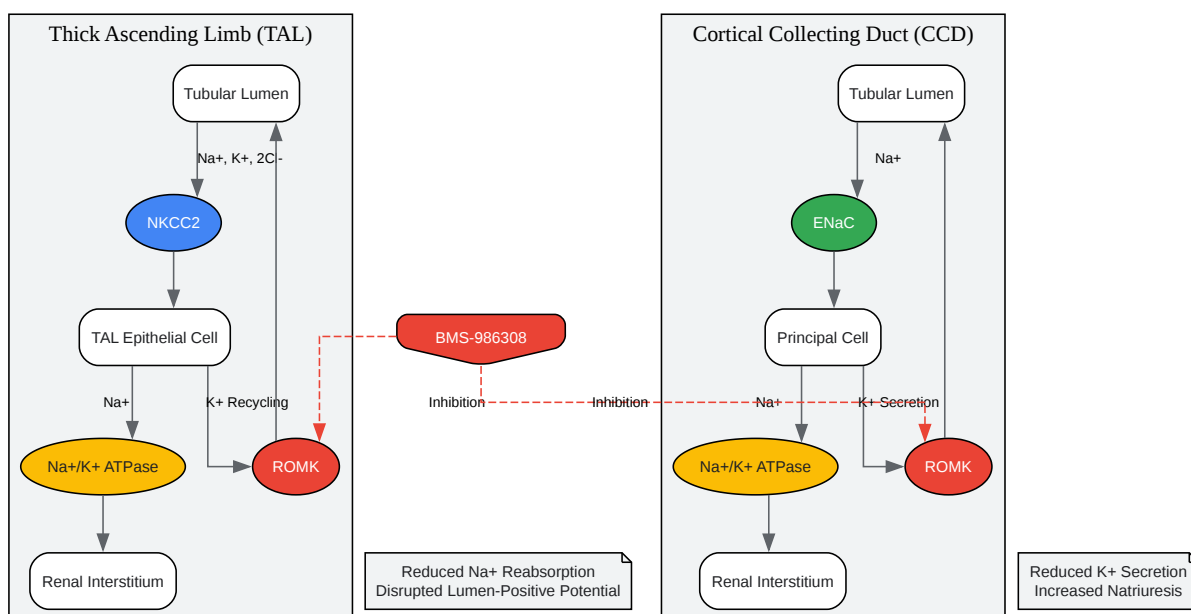 Thick Ascending Limb (TAL)
Tubular Lumen
Na+, K+, 2Cl-
NKCC2
TAL Epithelial Cell
Na+
K+ Recycling
Na+/K+ ATPase
ROMK
Renal Interstitium
BMS-986308
Inhibition
Inhibition
Reduced Na+ Reabsorption
Disrupted Lumen-Positive Potential
Cortical Collecting Duct (CCD)
Tubular Lumen
Na+
ENaC
Principal Cell
Na+
K+ Secretion
Na+/K+ ATPase
ROMK
Renal Interstitium
Reduced K+ Secretion
Increased Natriuresis